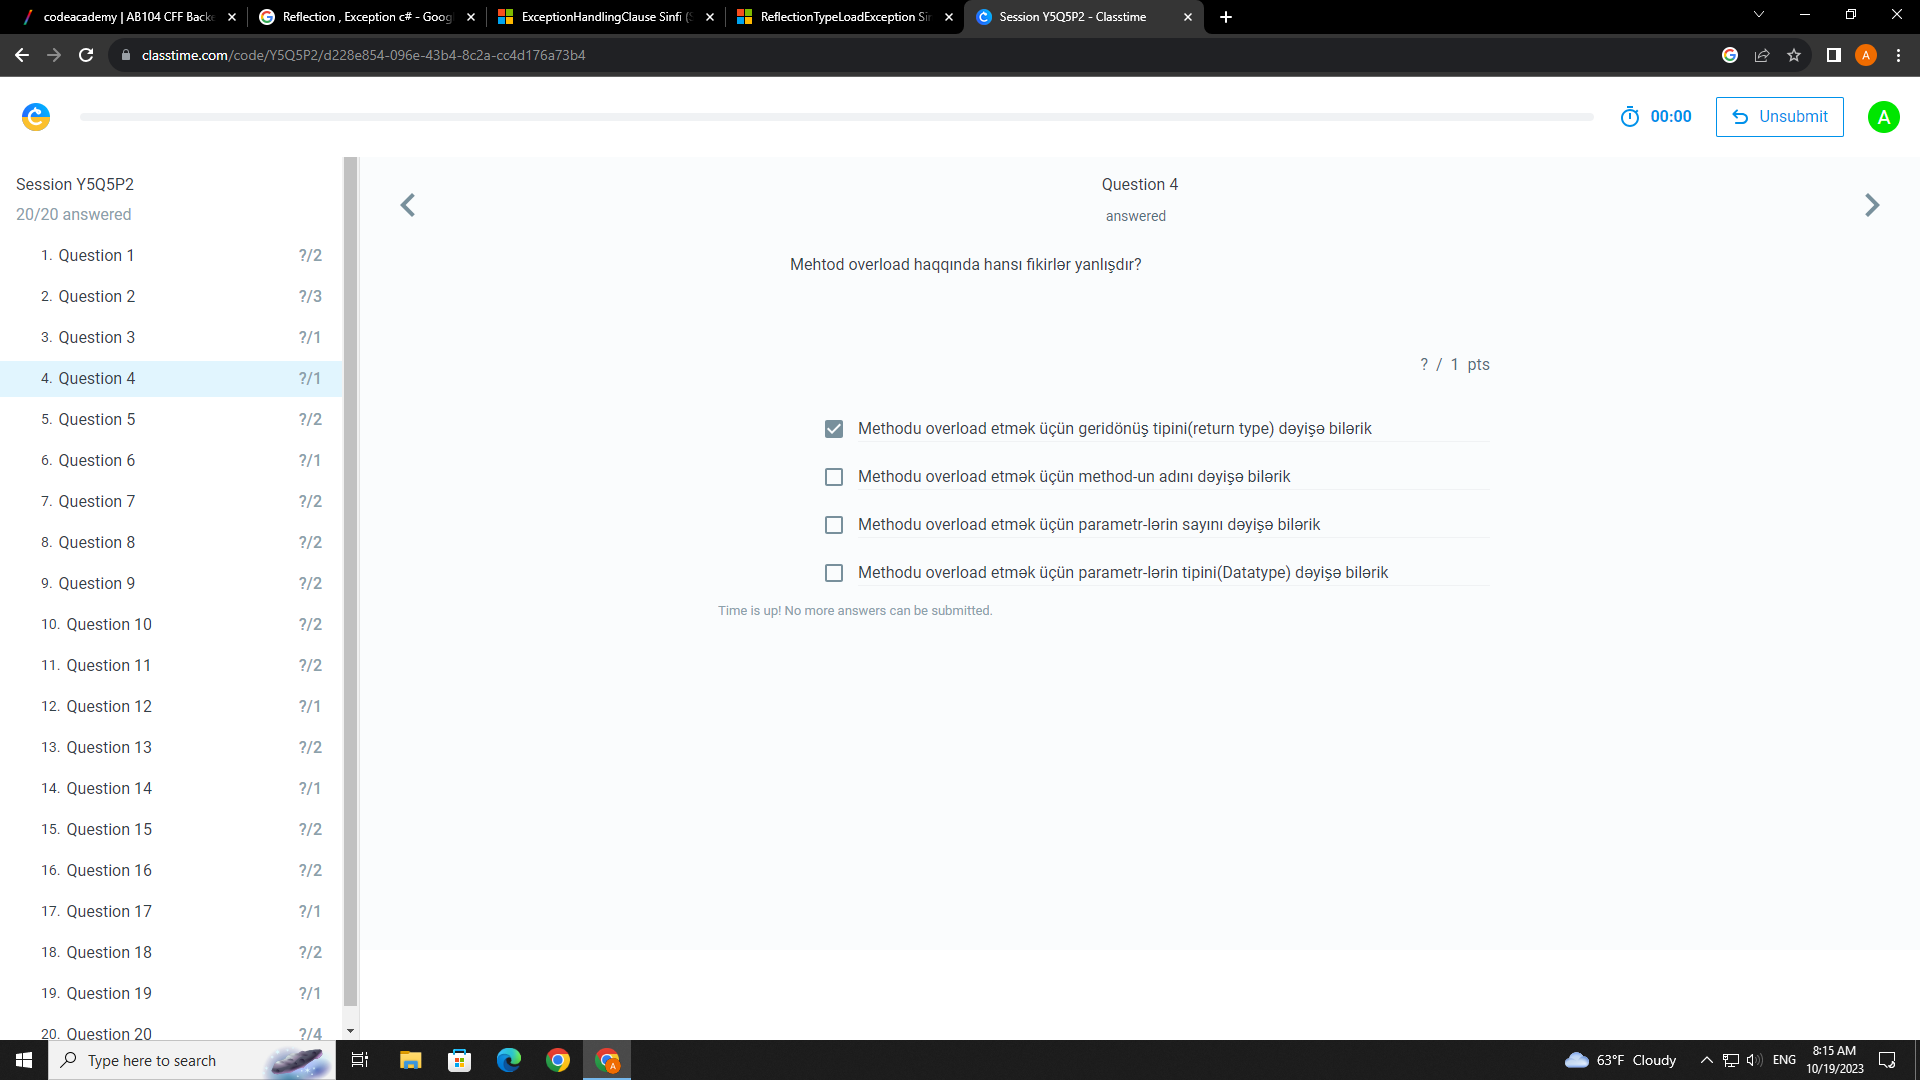 codeacademy | AB104 CFF Backe
Reflection , Exception c# - Goog
ExceptionHandlingClause Sinfi (S
ReflectionTypeLoadException Sin
Session Y5Q5P2 - Classtime
classtime.com/code/Y5Q5P2/d228e854-096e-43b4-8c2a-cc4d176a73b4
A
00:00
Unsubmit
A
Session Y5Q5P2
20/20 answered
1. Question 1 ?/2
2. Question 2 ?/3
3. Question 3 ?/1
4. Question 4 ?/1
5. Question 5 ?/2
6. Question 6 ?/1
7. Question 7 ?/2
8. Question 8 ?/2
9. Question 9 ?/2
10. Question 10 ?/2
11. Question 11 ?/2
12. Question 12 ?/1
13. Question 13 ?/2
14. Question 14 ?/1
15. Question 15 ?/2
16. Question 16 ?/2
17. Question 17 ?/1
18. Question 18 ?/2
19. Question 19 ?/1
20. Question 20 ?/4
Question 4
answered
Mehtod overload haqqında hansı fikirlər yanlışdır?
? / 1 pts
Methodu overload etmək üçün geridönüş tipini(return type) dəyişə bilərik
Methodu overload etmək üçün method-un adını dəyişə bilərik
Methodu overload etmək üçün parametr-lərin sayını dəyişə bilərik
Methodu overload etmək üçün parametr-lərin tipini(Datatype) dəyişə bilərik
Time is up! No more answers can be submitted.
Type here to search
A
63°F Cloudy
ENG
8:15 AM
10/19/2023